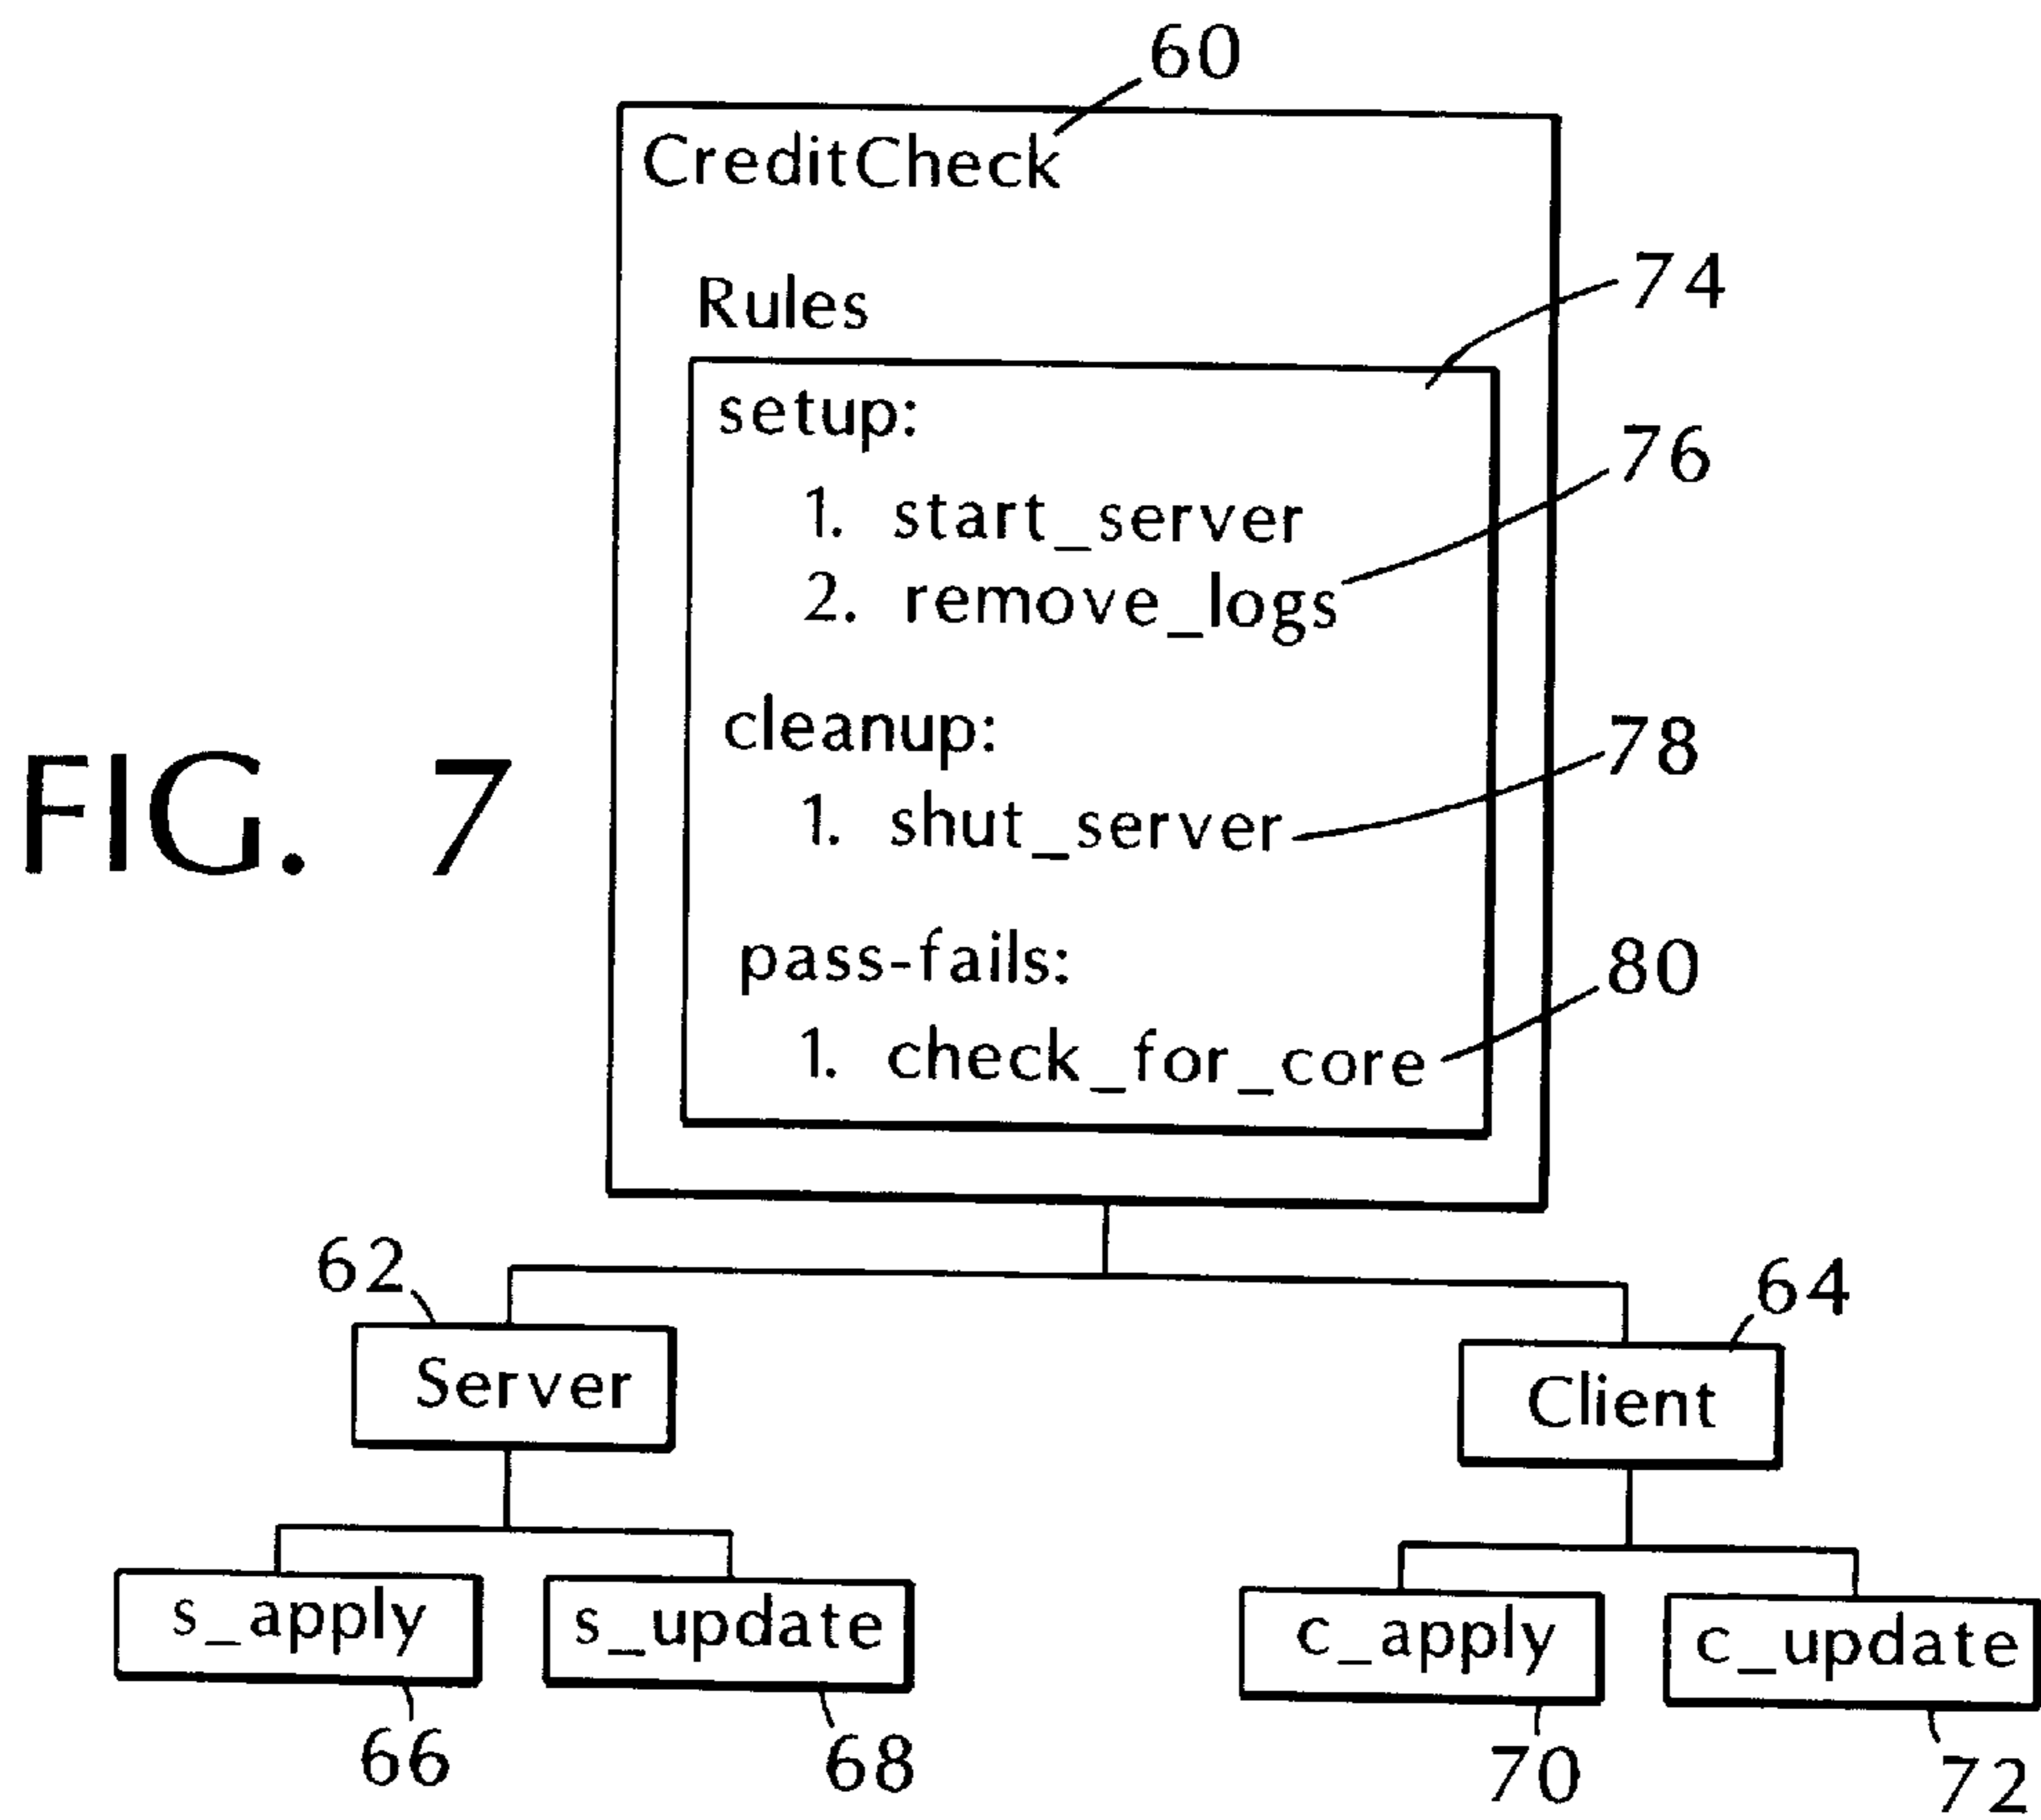 60
CreditCheck
Rules
74
setup:
76
1. start_server
2. remove_logs
cleanup:
78
FIG. 7
1. shut_server
pass-fails:
80
1. check_for_core
62
64
Server
Client
s_apply
s_update
c_apply
c_update
66
68
70
72